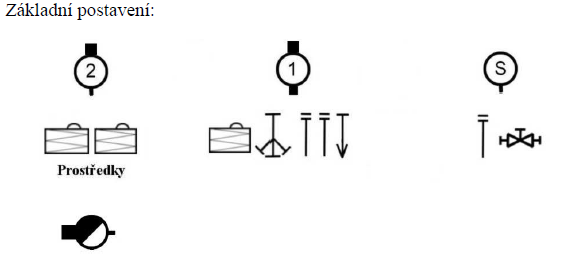 Základní postavení:
2 1 S
Prostředky